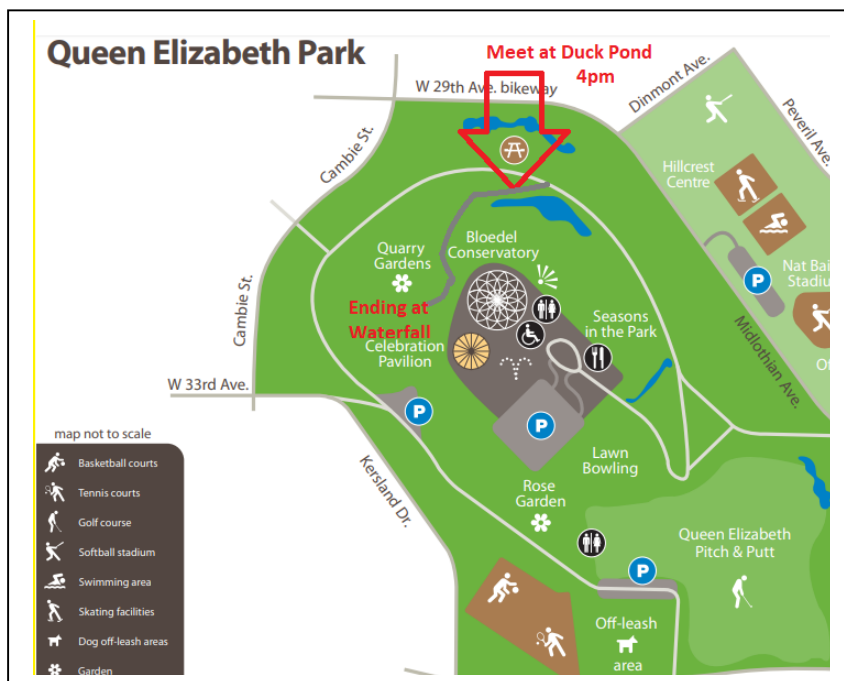 Queen Elizabeth Park
Meet at Duck Pond
4pm
W 29th Ave. bikeway
Dinmont Ave.
Peveril Ave.
Cambie St.
Hillcrest
Centre
Bloedel
Conservatory
Quarry
Gardens
P
Nat Bai
Stadiu
Ending at
Waterfall
Seasons
in the Park
Celebration
Pavilion
Of
Midlothian Ave.
Cambie St.
W 33rd Ave.
P
P
map not to scale
Lawn
Bowling
Kersland Dr.
Rose
Garden
Queen Elizabeth
Pitch & Putt
P
Off-leash
area
Basketball courts
Tennis courts
Golf course
Softball stadium
Swimming area
Skating facilities
Dog off-leash areas
Garden